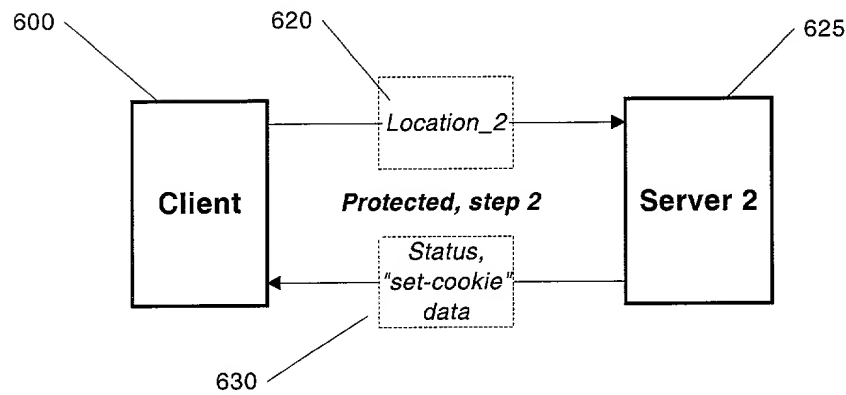 600
620
625
Location_2
Client
Protected, step 2
Server 2
Status,
"set-cookie"
data
630